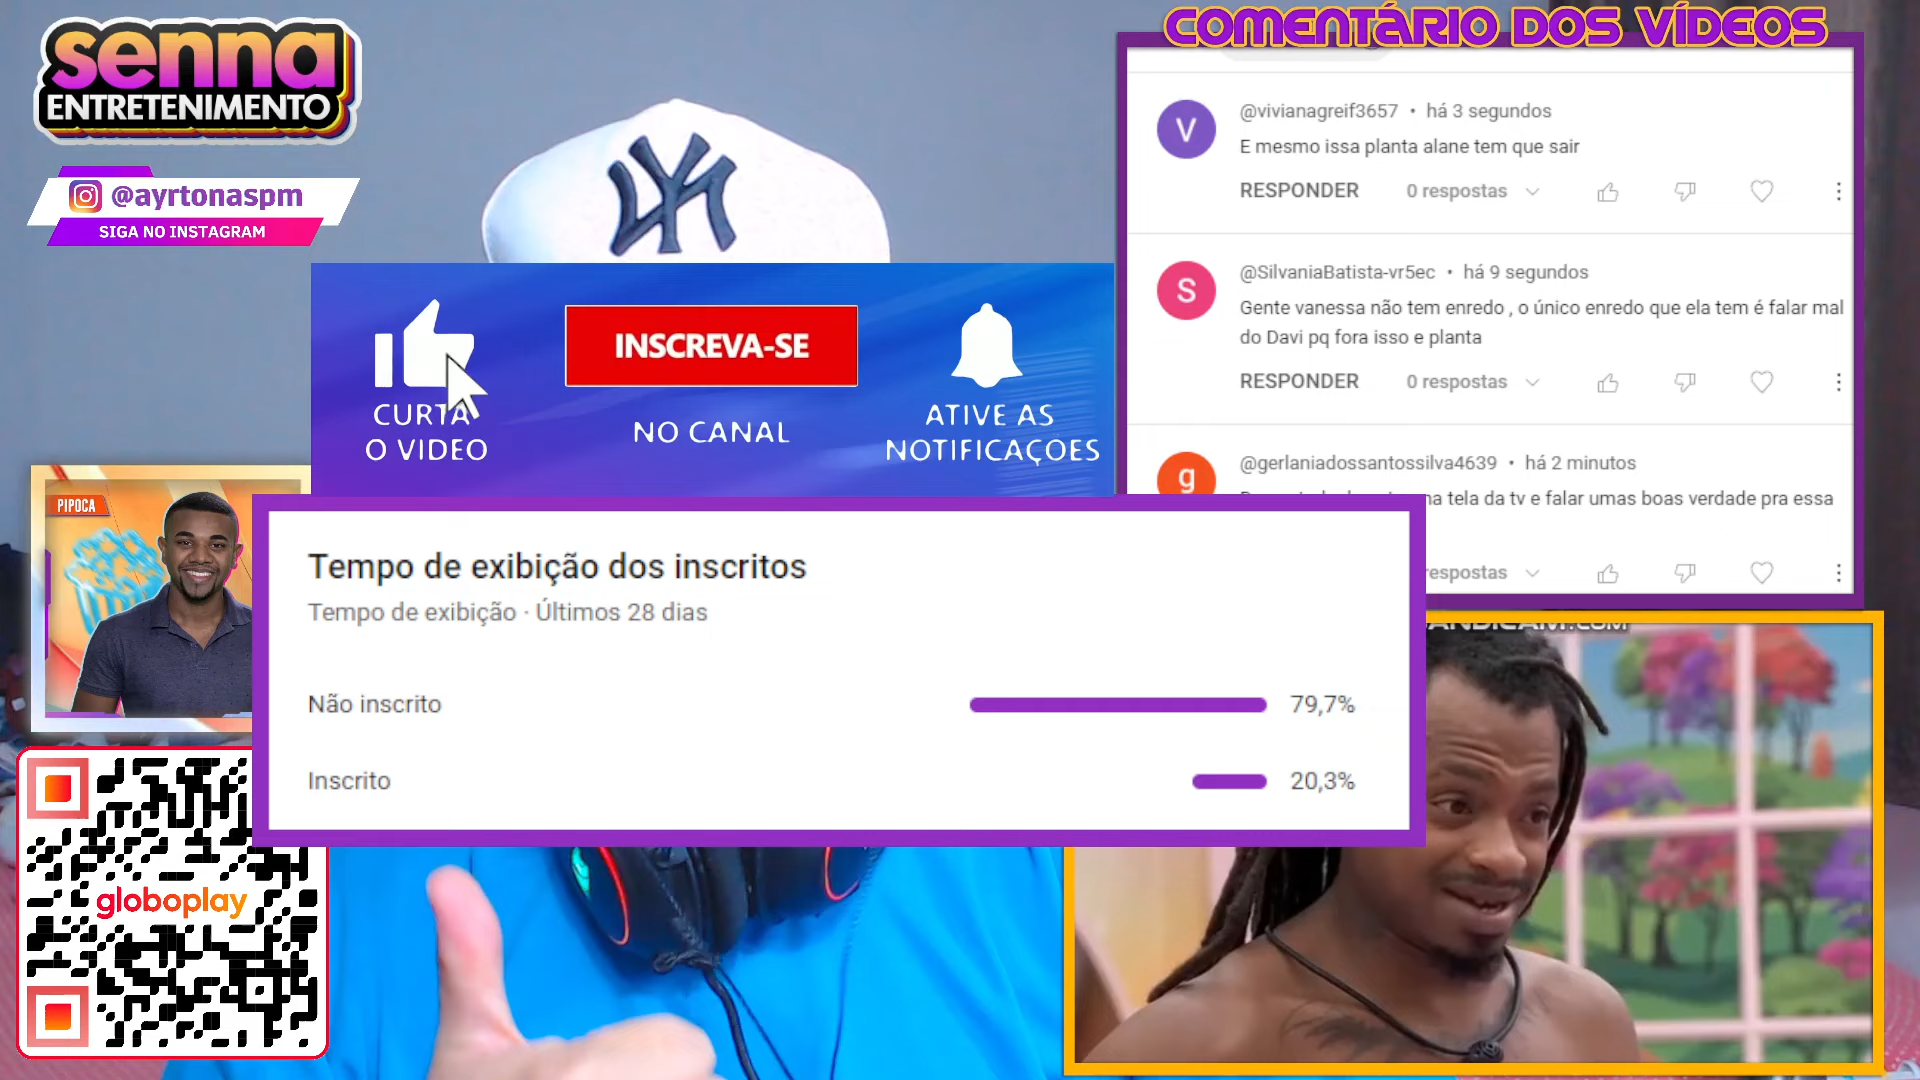 senna
ENTRETENIMENTO
@ayrtonaspm
SIGA NO INSTAGRAM
COMENTÁRIO DOS VÍDEOS
V
@vivianagreif3657 • há 3 segundos
E mesmo issa planta alane tem que sair
RESPONDER 0 respostas
S
@SilvaniaBatista-vr5ec • há 9 segundos
Gente vanessa não tem enredo , o único enredo que ela tem é falar mal
do Davi pq fora isso e planta
RESPONDER 0 respostas
g
@gerlaniadossantossilva4639 • há 2 minutos
tela da tv e falar umas boas verdade pra essa
respostas
NY
CURTA
O VIDEO
INSCREVA-SE
NO CANAL
ATIVE AS
NOTIFICAÇOES
PIPOCA
Tempo de exibição dos inscritos
Tempo de exibição · Últimos 28 dias
Não inscrito 79,7%
Inscrito 20,3%
globoplay